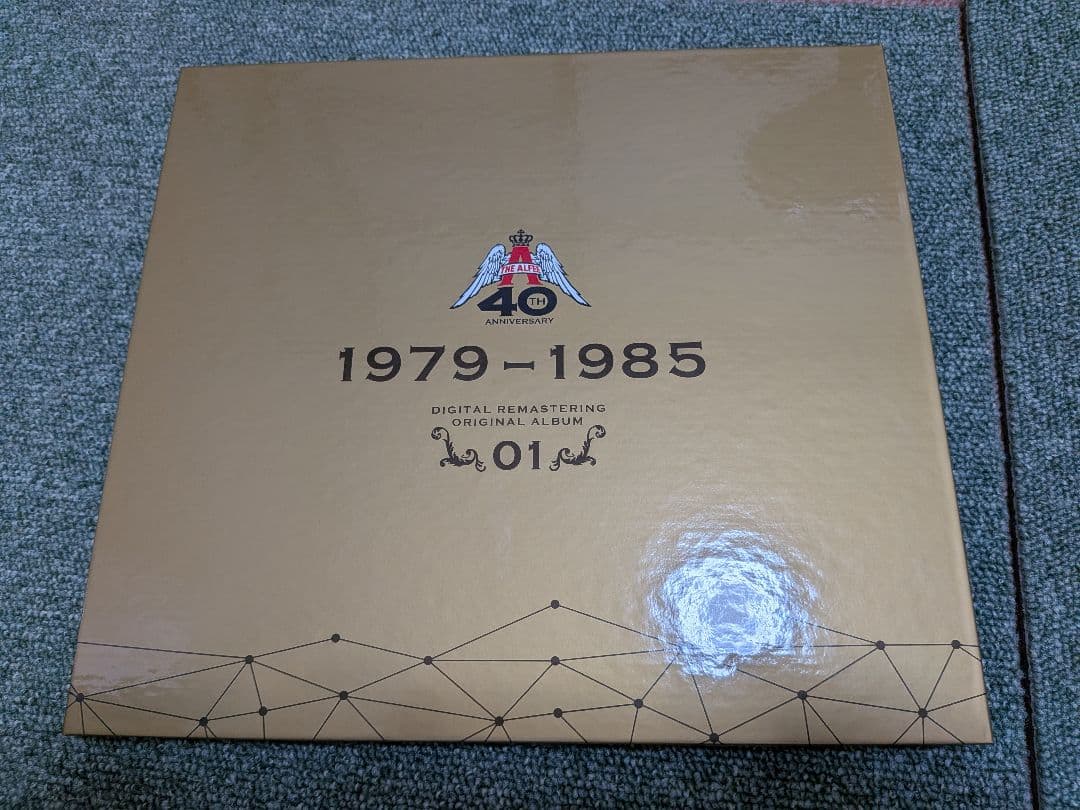 A
THE ALFEE
40TH
ANNIVERSARY
1979-1985
DIGITAL REMASTERING
ORIGINAL ALBUM
01